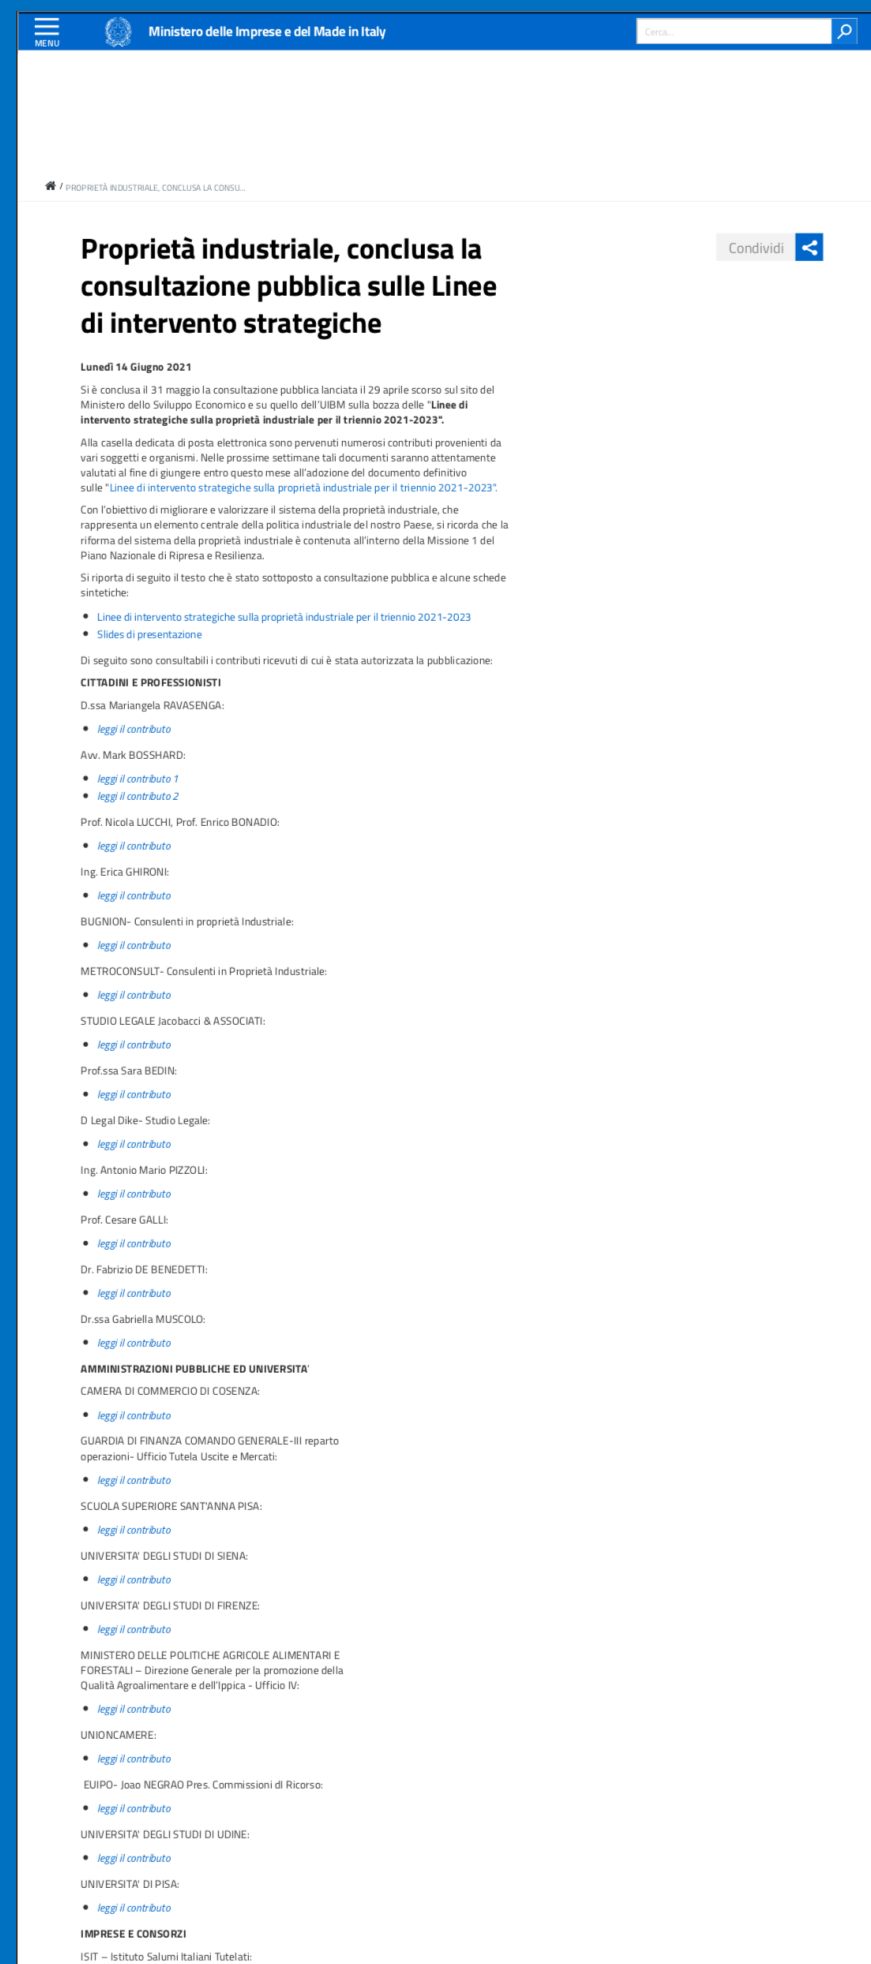 MENU
Ministero delle Imprese e del Made in Italy
Cerca...
/ PROPRIETÀ INDUSTRIALE, CONCLUSA LA CONSU...
Proprietà industriale, conclusa la
consultazione pubblica sulle Linee
di intervento strategiche
Condividi
Lunedì 14 Giugno 2021
Si è conclusa il 31 maggio la consultazione pubblica lanciata il 29 aprile scorso sul sito del
Ministero dello Sviluppo Economico e su quello dell'UIBM sulla bozza delle "Linee di
intervento strategiche sulla proprietà industriale per il triennio 2021-2023".
Alla casella dedicata di posta elettronica sono pervenuti numerosi contributi provenienti da
vari soggetti e organismi. Nelle prossime settimane tali documenti saranno attentamente
valutati al fine di giungere entro questo mese all'adozione del documento definitivo
sulle "Linee di intervento strategiche sulla proprietà industriale per il triennio 2021-2023".
Con l'obiettivo di migliorare e valorizzare il sistema della proprietà industriale, che
rappresenta un elemento centrale della politica industriale del nostro Paese, si ricorda che la
riforma del sistema della proprietà industriale è contenuta all'interno della Missione 1 del
Piano Nazionale di Ripresa e Resilienza.
Si riporta di seguito il testo che è stato sottoposto a consultazione pubblica e alcune schede
sintetiche:
• Linee di intervento strategiche sulla proprietà industriale per il triennio 2021-2023
• Slides di presentazione
Di seguito sono consultabili i contributi ricevuti di cui è stata autorizzata la pubblicazione:
CITTADINI E PROFESSIONISTI
D.ssa Mariangela RAVASENGA:
• leggi il contributo
Avv. Mark BOSSHARD:
• leggi il contributo 1
• leggi il contributo 2
Prof. Nicola LUCCHI, Prof. Enrico BONADIO:
• leggi il contributo
Ing. Erica GHIRONI:
• leggi il contributo
BUGNION- Consulenti in proprietà Industriale:
• leggi il contributo
METROCONSULT- Consulenti in Proprietà Industriale:
• leggi il contributo
STUDIO LEGALE Jacobacci & ASSOCIATI:
• leggi il contributo
Prof.ssa Sara BEDIN:
• leggi il contributo
D Legal Dike- Studio Legale:
• leggi il contributo
Ing. Antonio Mario PIZZOLI:
• leggi il contributo
Prof. Cesare GALLI:
• leggi il contributo
Dr. Fabrizio DE BENEDETTI:
• leggi il contributo
Dr.ssa Gabriella MUSCOLO:
• leggi il contributo
AMMINISTRAZIONI PUBBLICHE ED UNIVERSITA'
CAMERA DI COMMERCIO DI COSENZA:
• leggi il contributo
GUARDIA DI FINANZA COMANDO GENERALE-III reparto
operazioni- Ufficio Tutela Uscite e Mercati:
• leggi il contributo
SCUOLA SUPERIORE SANT'ANNA PISA:
• leggi il contributo
UNIVERSITA' DEGLI STUDI DI SIENA:
• leggi il contributo
UNIVERSITA' DEGLI STUDI DI FIRENZE:
• leggi il contributo
MINISTERO DELLE POLITICHE AGRICOLE ALIMENTARI E
FORESTALI – Direzione Generale per la promozione della
Qualità Agroalimentare e dell'Ippica - Ufficio IV:
• leggi il contributo
UNIONCAMERE:
• leggi il contributo
EUIPO- Joao NEGRAO Pres. Commissioni dI Ricorso:
• leggi il contributo
UNIVERSITA' DEGLI STUDI DI UDINE:
• leggi il contributo
UNIVERSITA' DI PISA:
• leggi il contributo
IMPRESE E CONSORZI
ISIT – Istituto Salumi Italiani Tutelati: